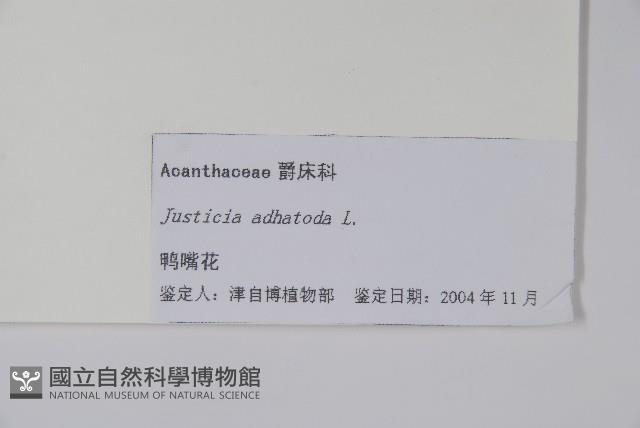 Acanthaceae 爵床科
Justicia adhatoda L.
鸭嘴花
鉴定人：津自博植物部 鉴定日期：2004 年 11 月
國立自然科學博物館
NATIONAL MUSEUM OF NATURAL SCIENCE